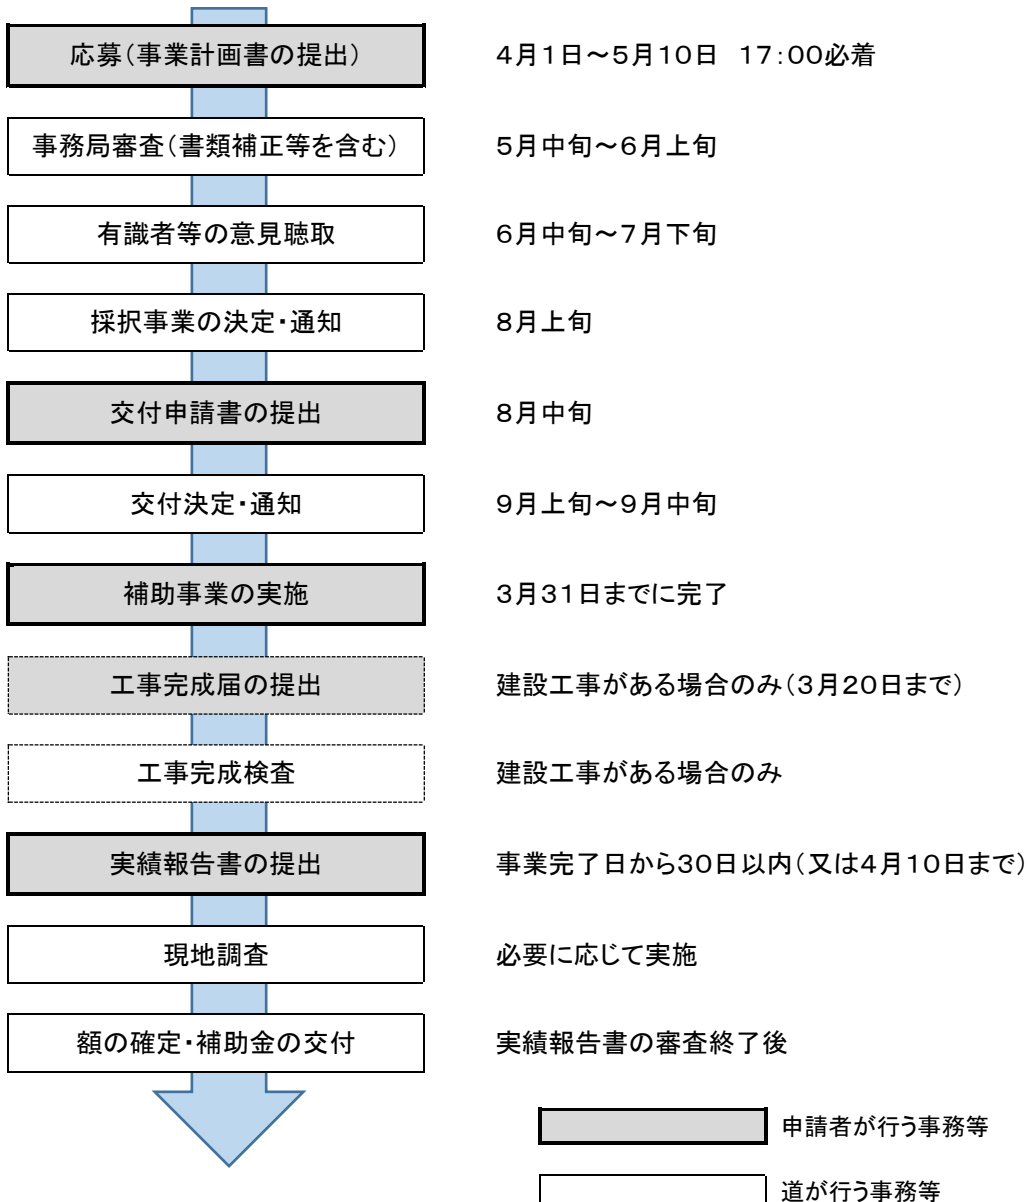 応募（事業計画書の提出） ４月１日～５月１０日　１７：００必着
事務局審査（書類補正等を含む） ５月中旬～６月上旬
有識者等の意見聴取 ６月中旬～７月下旬
採択事業の決定・通知 ８月上旬
交付申請書の提出 ８月中旬
交付決定・通知 ９月上旬～９月中旬
補助事業の実施 ３月３１日までに完了
工事完成届の提出 建設工事がある場合のみ（３月２０日まで）
工事完成検査 建設工事がある場合のみ
実績報告書の提出 事業完了日から３０日以内（又は４月１０日まで）
現地調査 必要に応じて実施
額の確定・補助金の交付 実績報告書の審査終了後
申請者が行う事務等
道が行う事務等